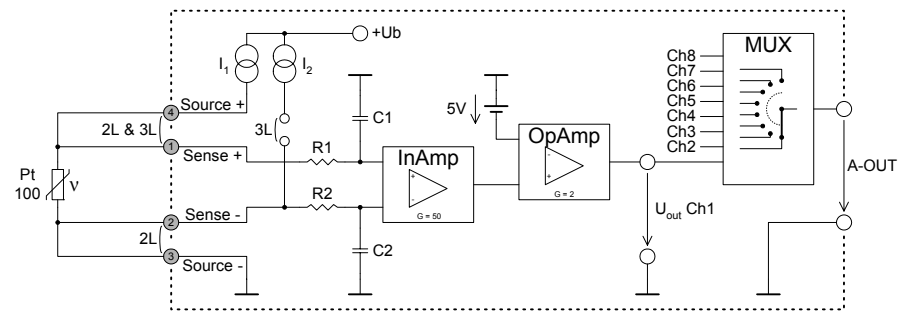 +Ub
MUX
I1
I2
Ch8
Ch7
Ch6
Ch5
Ch4
Ch3
Ch2
4
Source +
2L & 3L
3L
C1
5V
OpAmp
- +
G = 2
1
Sense +
R1
InAmp
+ -
G = 50
A-OUT
Pt
100
ν
2
Sense -
R2
Uout Ch1
2L
C2
3
Source -